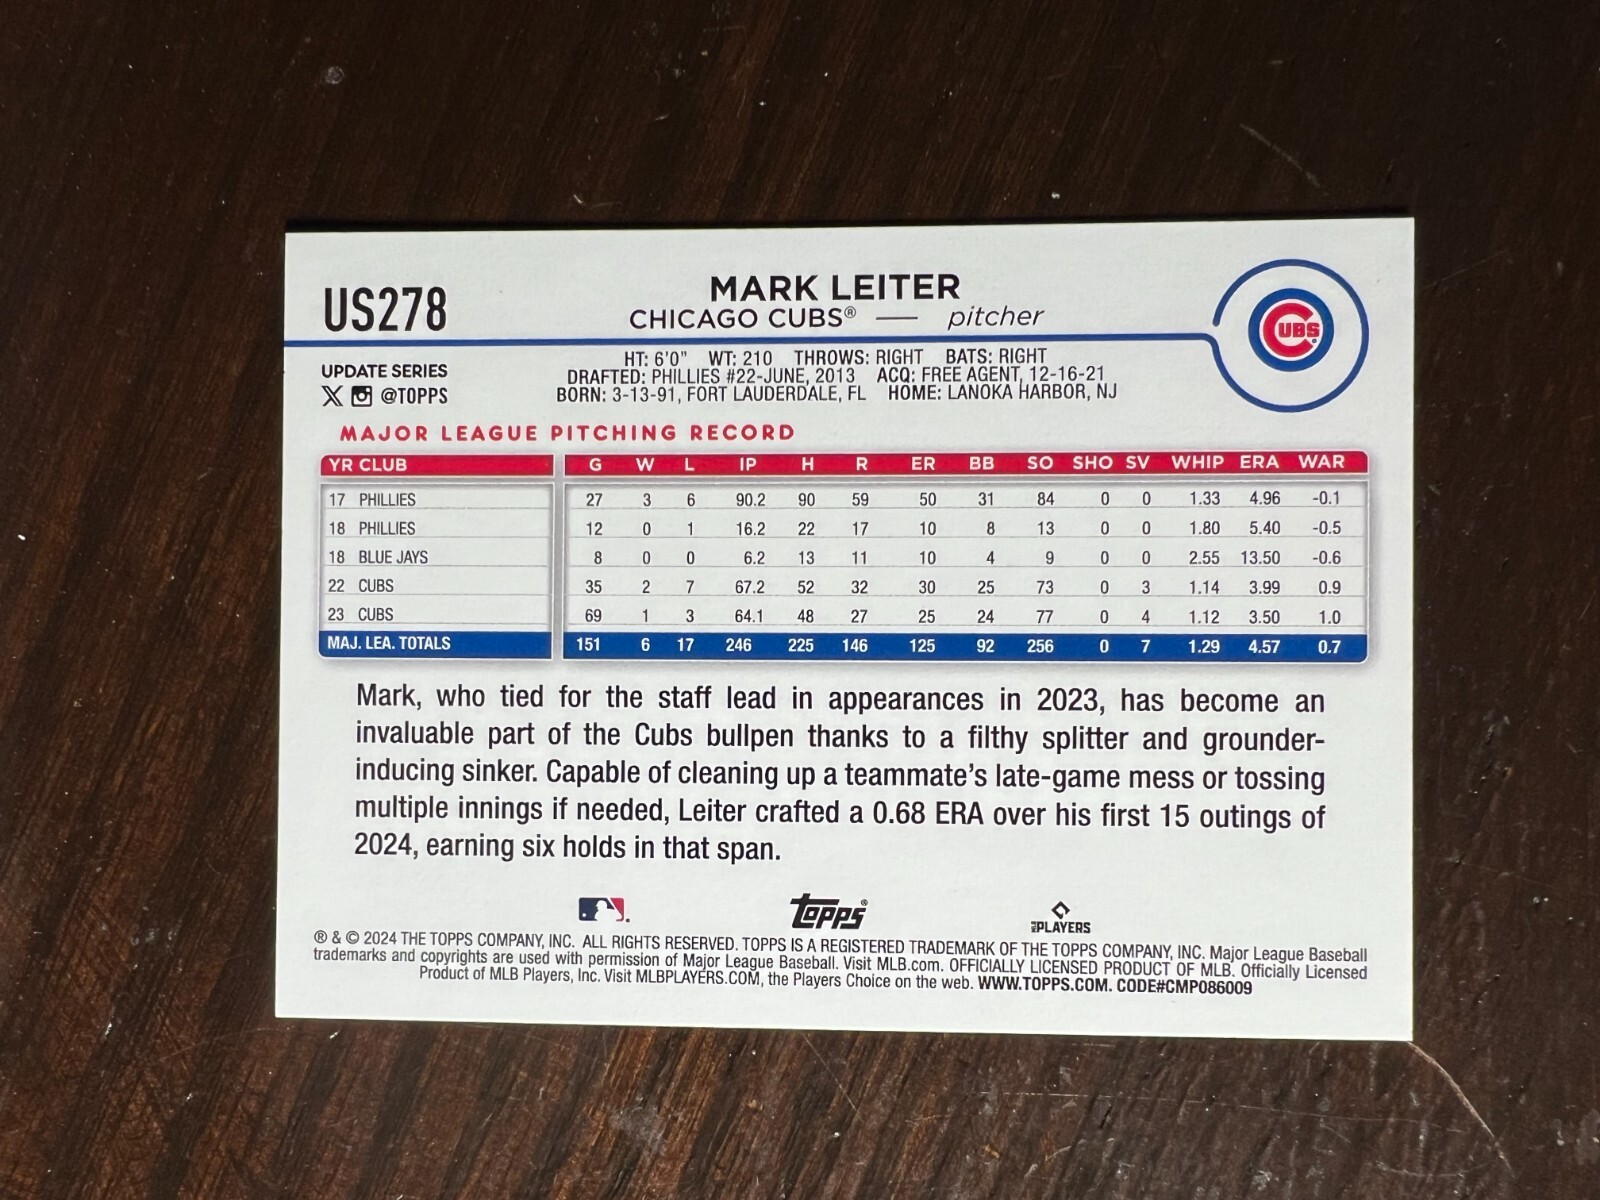 US278
MARK LEITER
CHICAGO CUBS® — pitcher
CUBS
UPDATE SERIES
@TOPPS
HT: 6'0" WT: 210 THROWS: RIGHT BATS: RIGHT
DRAFTED: PHILLIES #22-JUNE, 2013 ACQ: FREE AGENT, 12-16-21
BORN: 3-13-91, FORT LAUDERDALE, FL HOME: LANOKA HARBOR, NJ
MAJOR LEAGUE PITCHING RECORD
YR CLUB G W L IP H R ER BB SO SHO SV WHIP ERA WAR
17 PHILLIES 27 3 6 90.2 90 59 50 31 84 0 0 1.33 4.96 -0.1
18 PHILLIES 12 0 1 16.2 22 17 10 8 13 0 0 1.80 5.40 -0.5
18 BLUE JAYS 8 0 0 6.2 13 11 10 4 9 0 0 2.55 13.50 -0.6
22 CUBS 35 2 7 67.2 52 32 30 25 73 0 3 1.14 3.99 0.9
23 CUBS 69 1 3 64.1 48 27 25 24 77 0 4 1.12 3.50 1.0
MAJ. LEA. TOTALS 151 6 17 246 225 146 125 92 256 0 7 1.29 4.57 0.7
Mark, who tied for the staff lead in appearances in 2023, has become an
invaluable part of the Cubs bullpen thanks to a filthy splitter and grounder-
inducing sinker. Capable of cleaning up a teammate's late-game mess or tossing
multiple innings if needed, Leiter crafted a 0.68 ERA over his first 15 outings of
2024, earning six holds in that span.
topps®
MLB PLAYERS
® & © 2024 THE TOPPS COMPANY, INC. ALL RIGHTS RESERVED. TOPPS IS A REGISTERED TRADEMARK OF THE TOPPS COMPANY, INC. Major League Baseball
trademarks and copyrights are used with permission of Major League Baseball. Visit MLB.com. OFFICIALLY LICENSED PRODUCT OF MLB. Officially Licensed
Product of MLB Players, Inc. Visit MLBPLAYERS.COM, the Players Choice on the web. WWW.TOPPS.COM. CODE#CMP086009